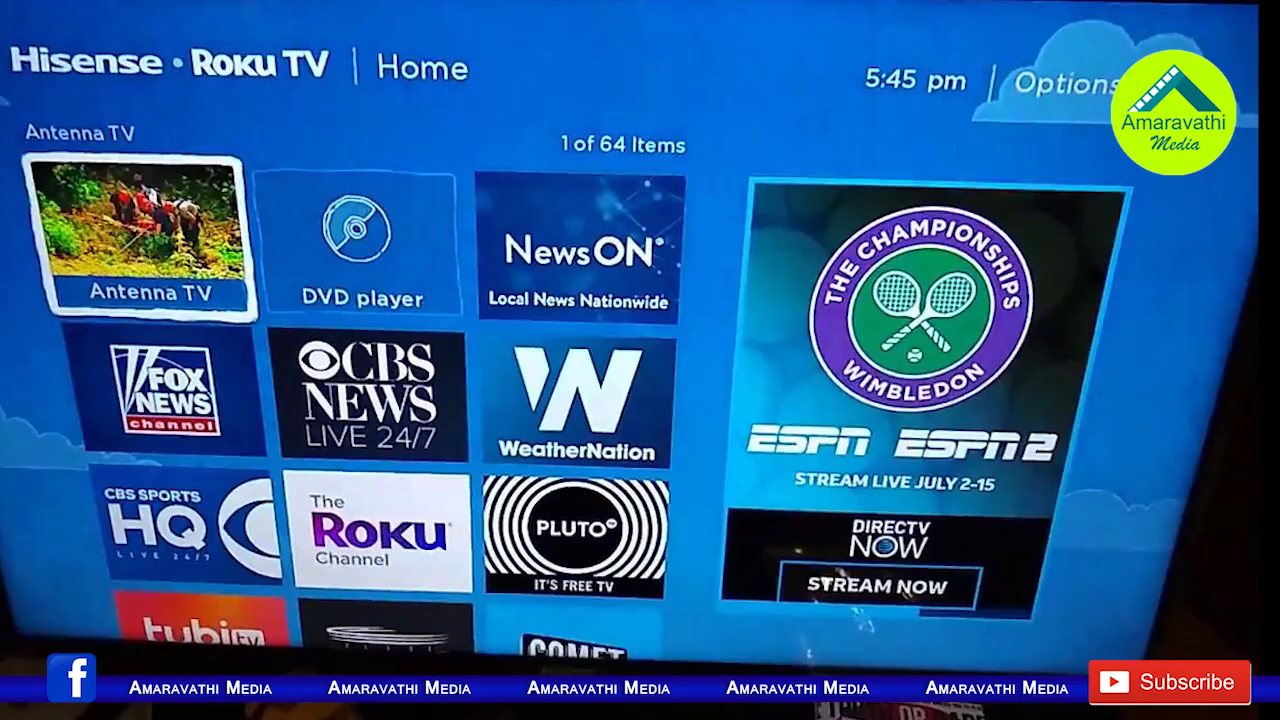 Hisense • Roku TV | Home
5:45 pm | Options
Amaravathi
Media
Antenna TV
1 of 64 Items
Antenna TV
DVD player
NewsON
Local News Nationwide
FOX
NEWS
channel
CBS
NEWS
LIVE 24/7
W
WeatherNation
CBS SPORTS
HQ
LIVE 24/7
The
Roku
Channel
PLUTO TV
IT'S FREE TV
tubi TV
COMET
THE CHAMPIONSHIPS
WIMBLEDON
ESPN ESPN2
STREAM LIVE JULY 2-15
DIRECTV
NOW
STREAM NOW
f
Amaravathi Media Amaravathi Media Amaravathi Media Amaravathi Media Amaravathi Media
Subscribe